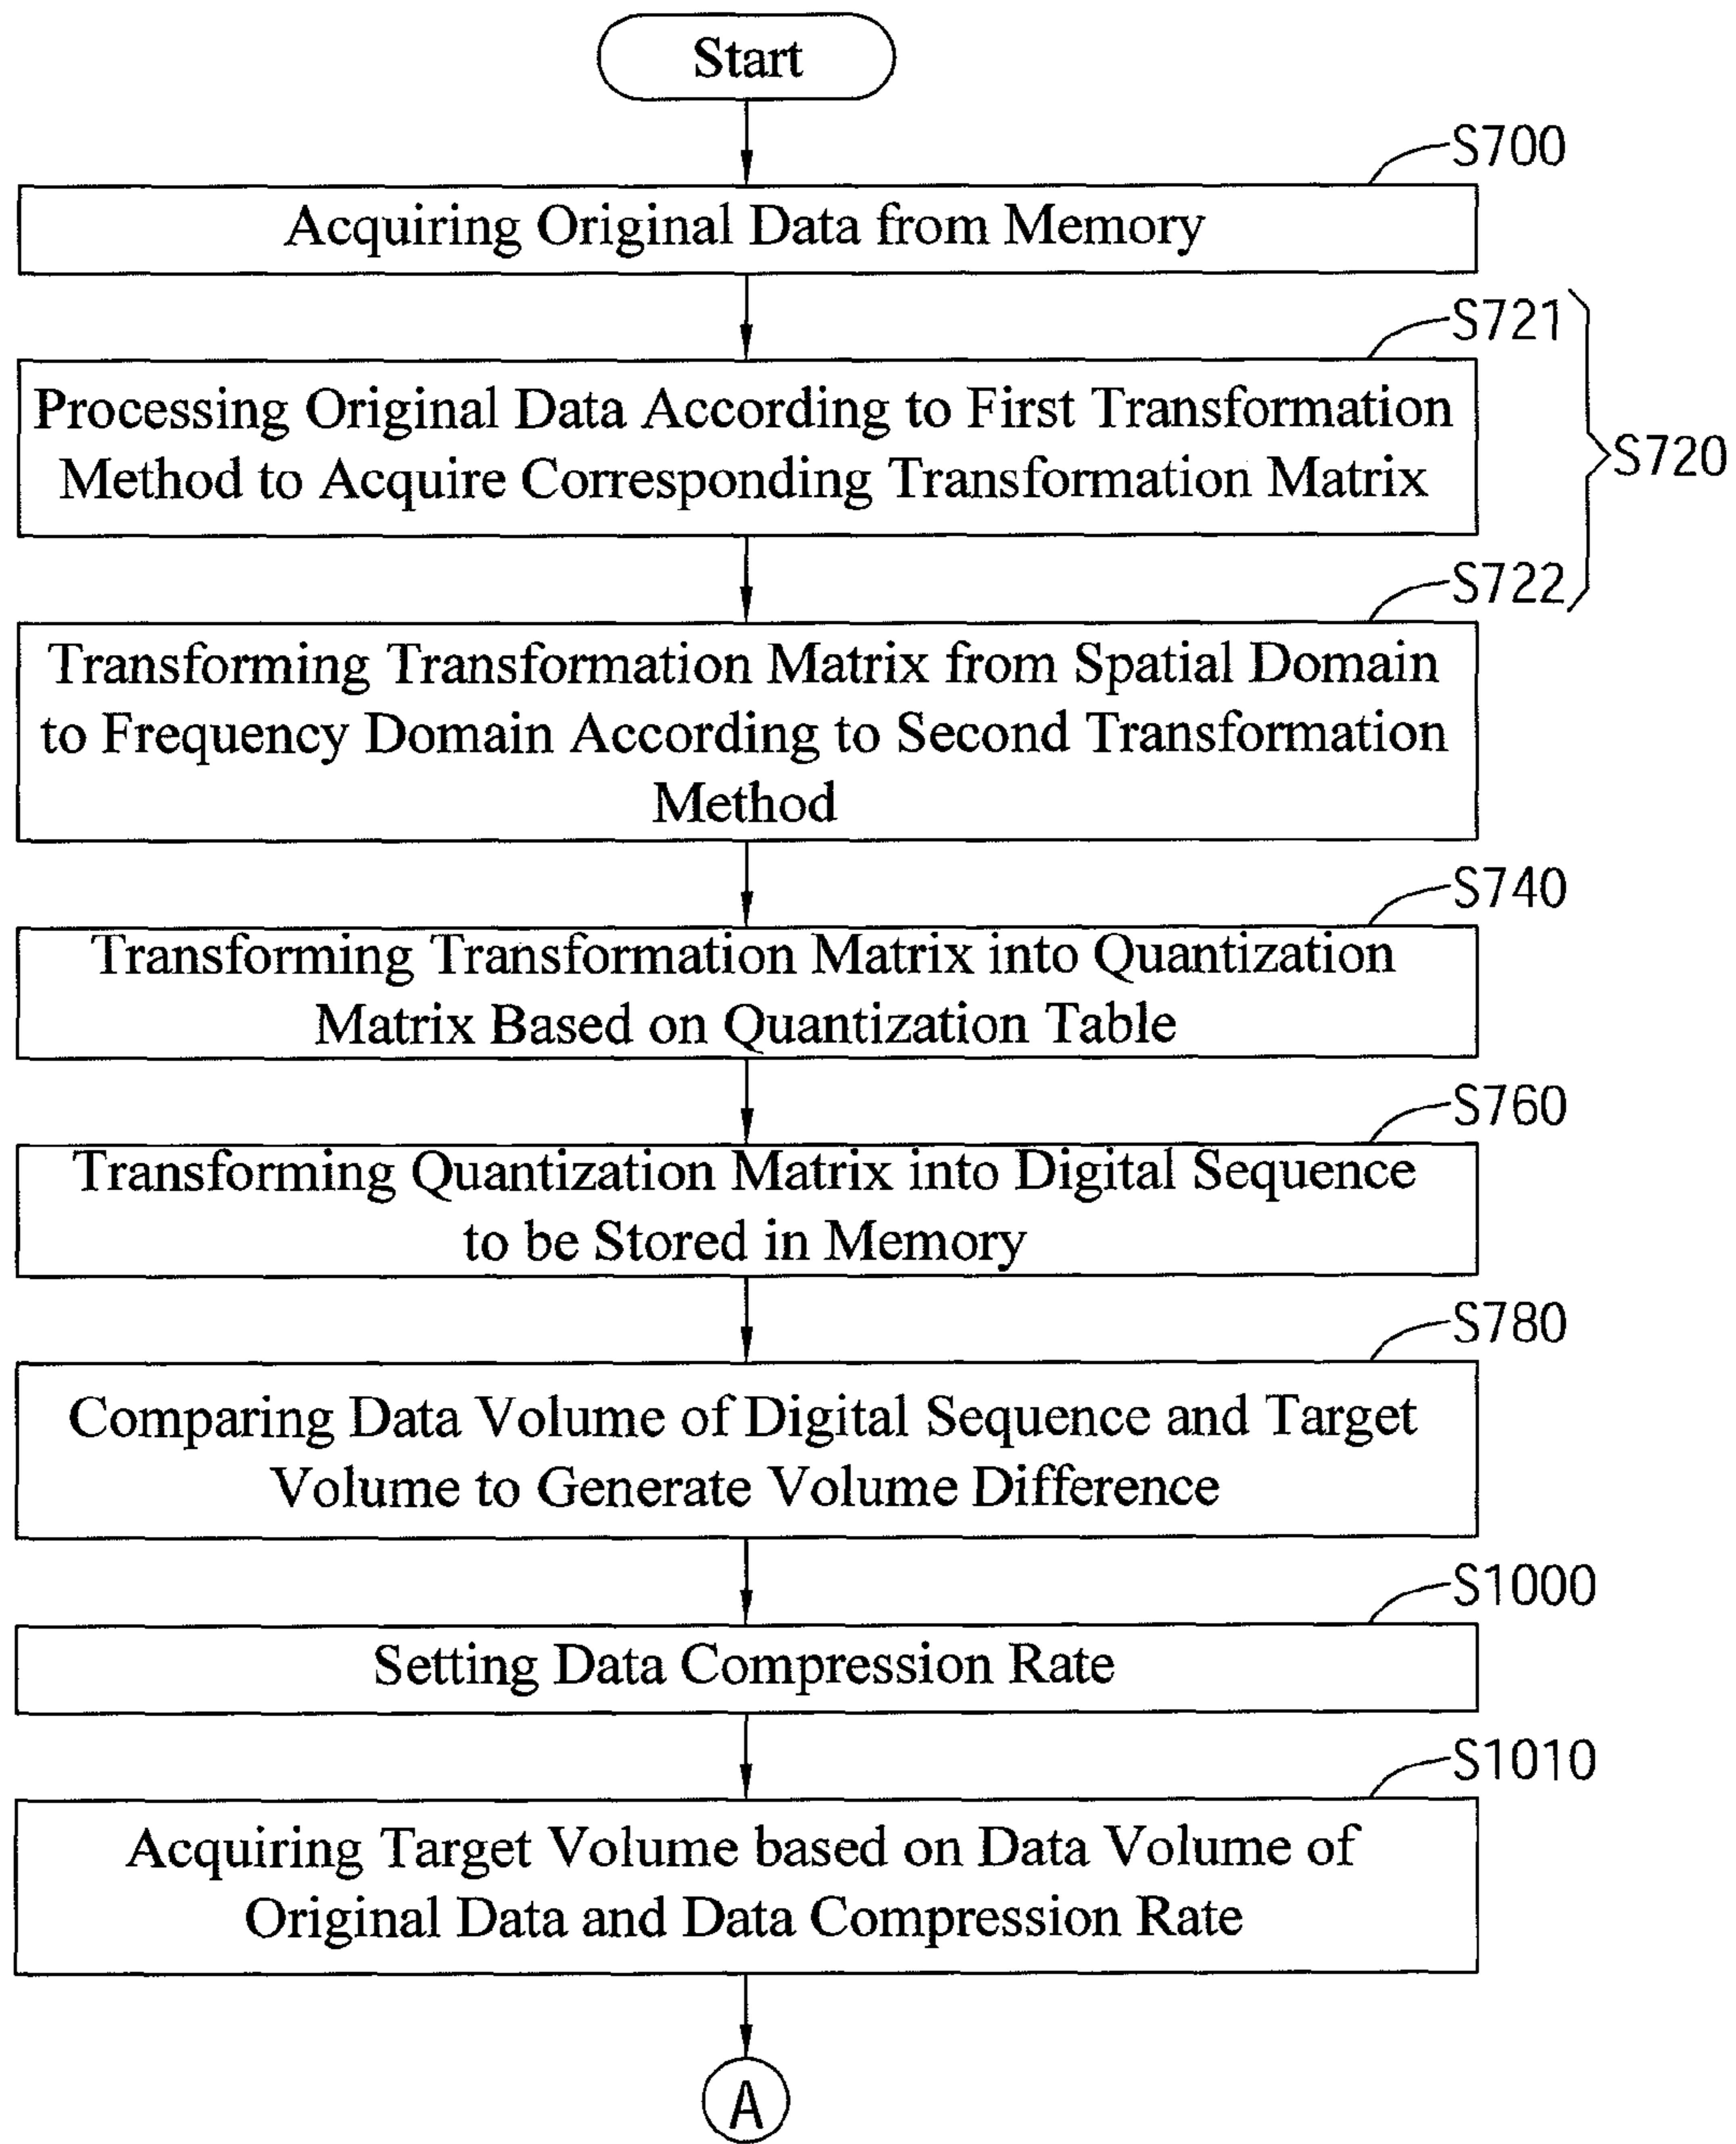 Start
S700
Acquiring Original Data from Memory
S721
Processing Original Data According to First Transformation
Method to Acquire Corresponding Transformation Matrix
S720
S722
Transforming Transformation Matrix from Spatial Domain
to Frequency Domain According to Second Transformation
Method
S740
Transforming Transformation Matrix into Quantization
Matrix Based on Quantization Table
S760
Transforming Quantization Matrix into Digital Sequence
to be Stored in Memory
S780
Comparing Data Volume of Digital Sequence and Target
Volume to Generate Volume Difference
S1000
Setting Data Compression Rate
S1010
Acquiring Target Volume based on Data Volume of
Original Data and Data Compression Rate
A